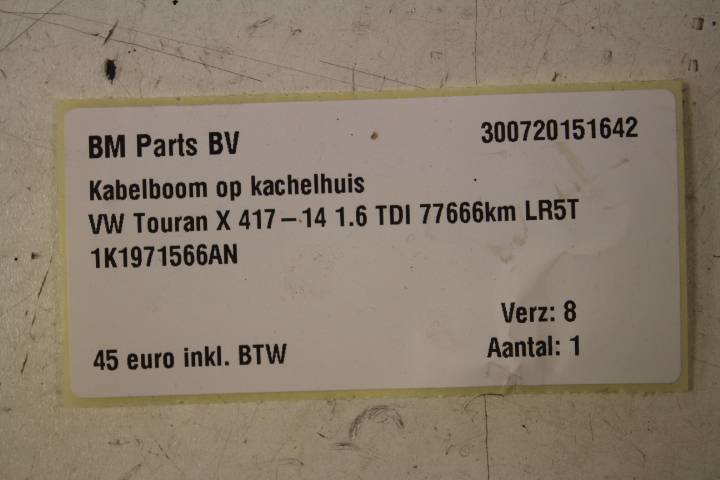 BM Parts BV 300720151642
Kabelboom op kachelhuis
VW Touran X 417-14 1.6 TDI 77666km LR5T
1K1971566AN
Verz: 8
45 euro inkl. BTW Aantal: 1